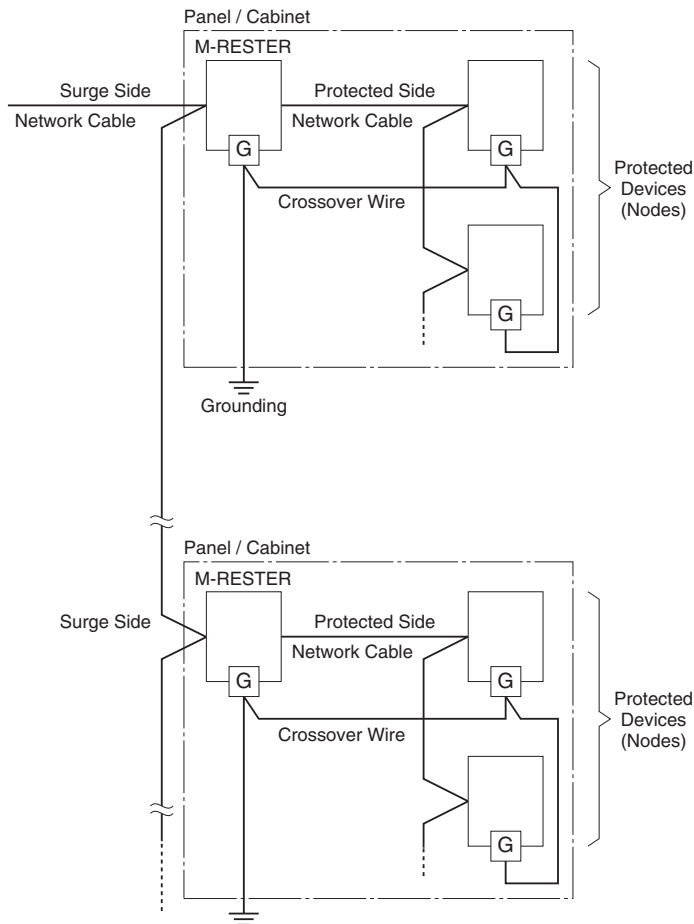 Panel / Cabinet
M-RESTER
Surge Side
Network Cable
Protected Side
Network Cable
G
G
Crossover Wire
Protected
Devices
(Nodes)
G
Grounding
Panel / Cabinet
M-RESTER
Surge Side
Protected Side
Network Cable
G
G
Crossover Wire
Protected
Devices
(Nodes)
G